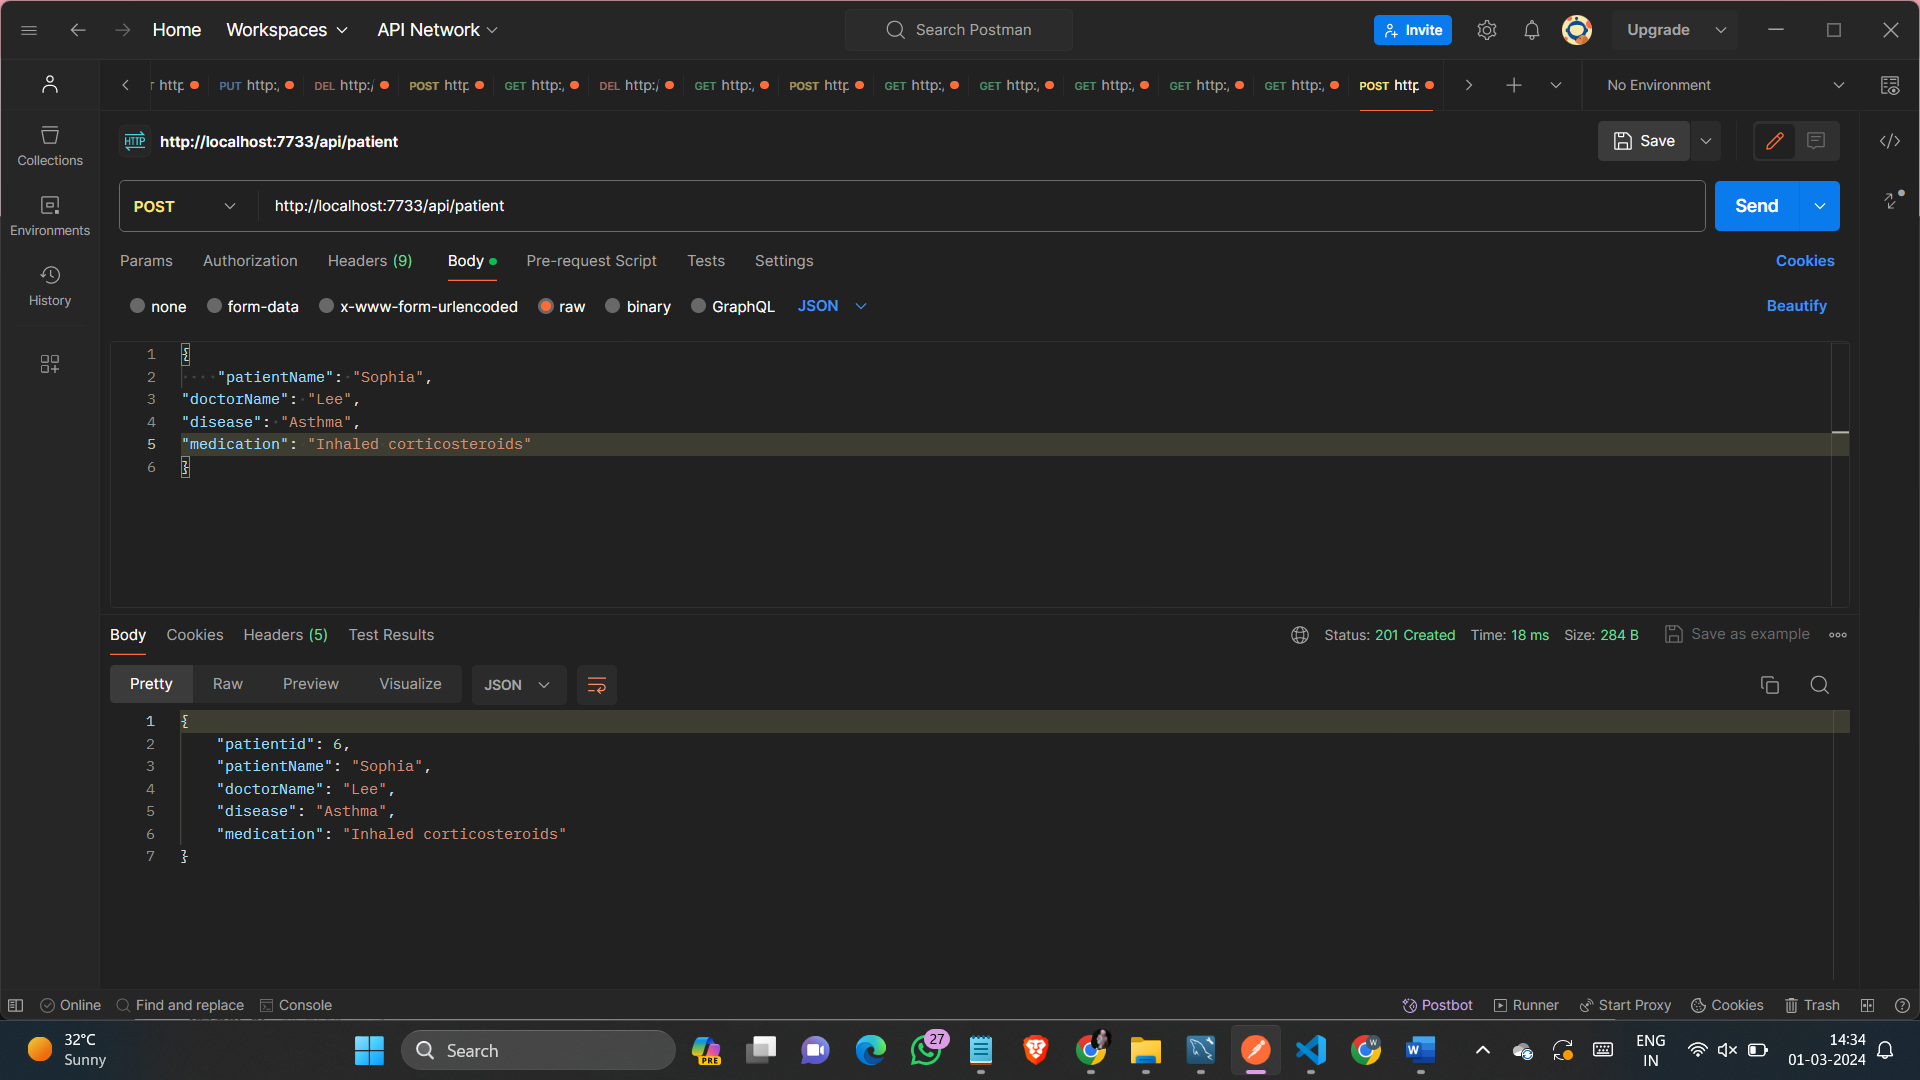 Home Workspaces API Network Search Postman Invite Upgrade
http PUT http:, DEL http:/ POST http GET http:, DEL http:/ GET http:, POST http GET http:, GET http:, GET http:, GET http:, GET http:, POST http No Environment
HTTP http://localhost:7733/api/patient Save
Collections
POST http://localhost:7733/api/patient Send
Environments
Params Authorization Headers (9) Body Pre-request Script Tests Settings Cookies
History
none form-data x-www-form-urlencoded raw binary GraphQL JSON Beautify
1 {
2 "patientName": "Sophia",
3 "doctorName": "Lee",
4 "disease": "Asthma",
5 "medication": "Inhaled corticosteroids"
6 }
Body Cookies Headers (5) Test Results Status: 201 Created Time: 18 ms Size: 284 B Save as example
Pretty Raw Preview Visualize JSON
1 {
2 "patientid": 6,
3 "patientName": "Sophia",
4 "doctorName": "Lee",
5 "disease": "Asthma",
6 "medication": "Inhaled corticosteroids"
7 }
Online Find and replace Console Postbot Runner Start Proxy Cookies Trash
32°C
Sunny
Search
PRE
27
W
W
ENG
IN
14:34
01-03-2024